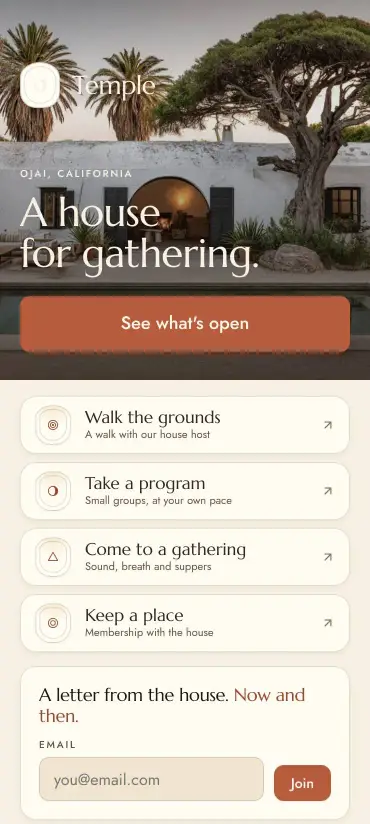 Temple
OJAI, CALIFORNIA
A house
for gathering.
See what's open
Walk the grounds
A walk with our house host
Take a program
Small groups, at your own pace
Come to a gathering
Sound, breath and suppers
Keep a place
Membership with the house
A letter from the house. Now and
then.
EMAIL
you@email.com
Join